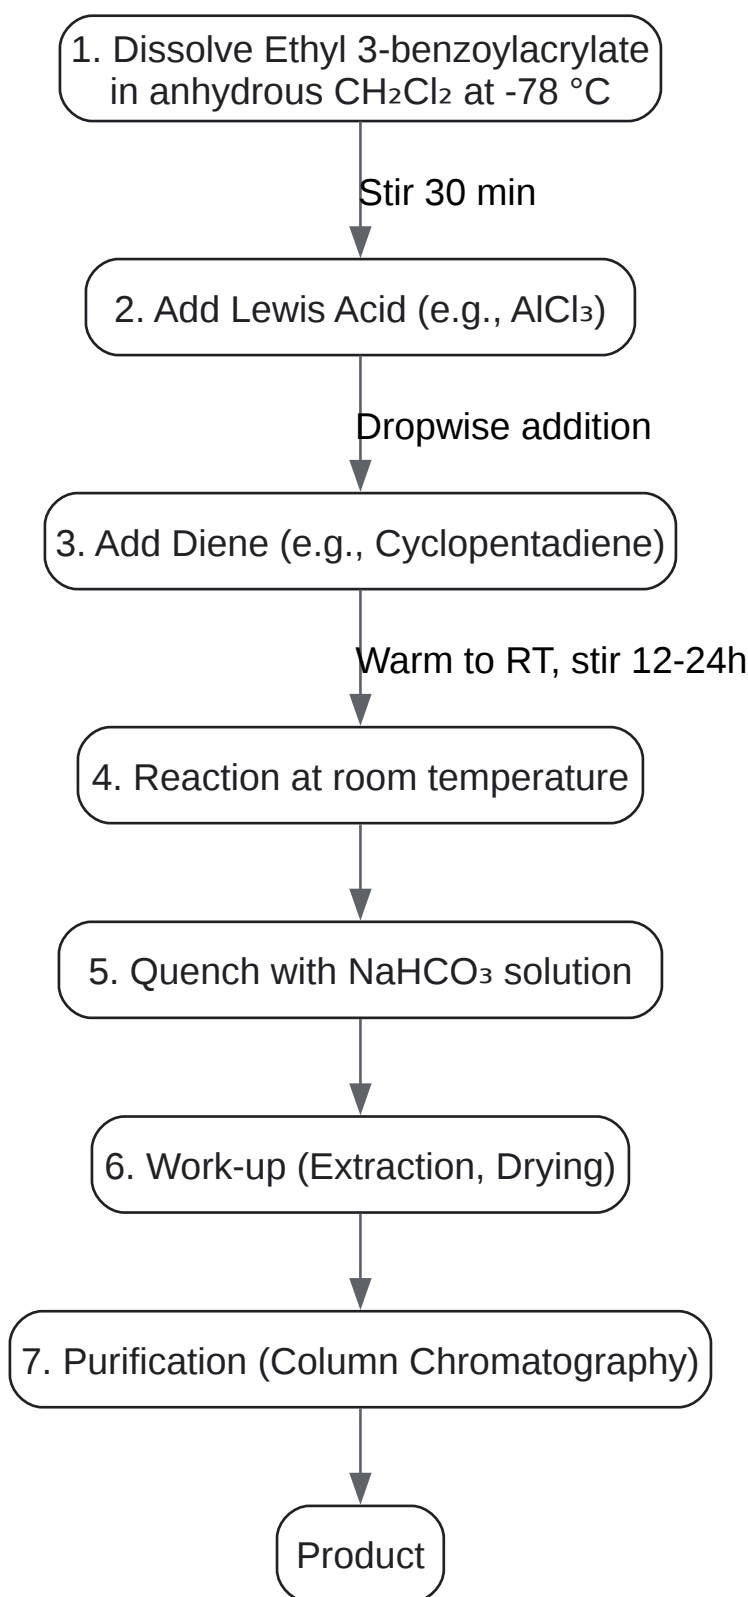 1. Dissolve Ethyl 3-benzoylacrylate
in anhydrous CH₂Cl₂ at -78 °C
Stir 30 min
2. Add Lewis Acid (e.g., AlCl₃)
Dropwise addition
3. Add Diene (e.g., Cyclopentadiene)
Warm to RT, stir 12-24h
4. Reaction at room temperature
5. Quench with NaHCO₃ solution
6. Work-up (Extraction, Drying)
7. Purification (Column Chromatography)
Product